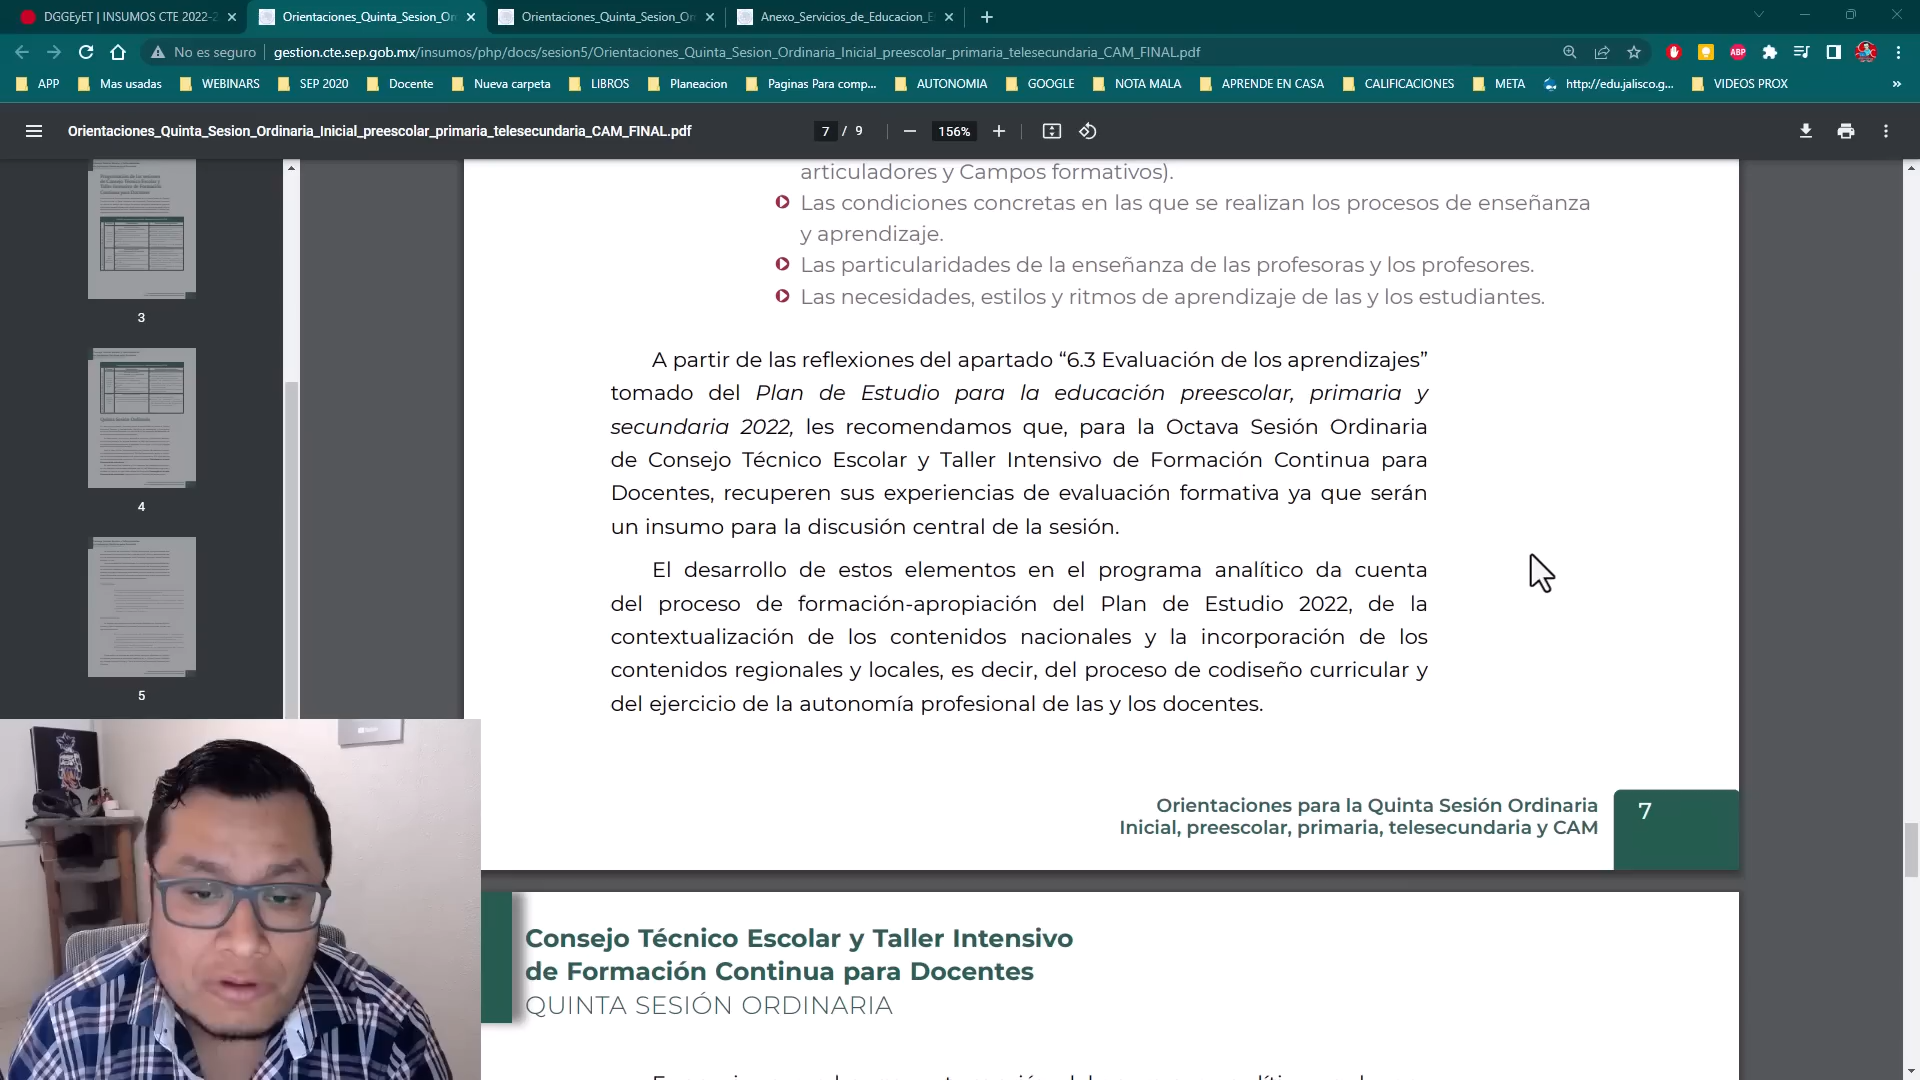 DGGEyET | INSUMOS CTE 2022-2
Orientaciones_Quinta_Sesion_Or
Orientaciones_Quinta_Sesion_Or
Anexo_Servicios_de_Educacion_E
No es seguro
gestion.cte.sep.gob.mx/insumos/php/docs/sesion5/Orientaciones_Quinta_Sesion_Ordinaria_Inicial_preescolar_primaria_telesecundaria_CAM_FINAL.pdf
ABP
APP
Mas usadas
WEBINARS
SEP 2020
Docente
Nueva carpeta
LIBROS
Planeacion
Paginas Para comp...
AUTONOMIA
GOOGLE
NOTA MALA
APRENDE EN CASA
CALIFICACIONES
META
http://edu.jalisco.g...
VIDEOS PROX
»
Orientaciones_Quinta_Sesion_Ordinaria_Inicial_preescolar_primaria_telesecundaria_CAM_FINAL.pdf
7 / 9
156%
3
4
5
articuladores y Campos formativos).
Las condiciones concretas en las que se realizan los procesos de enseñanza
y aprendizaje.
Las particularidades de la enseñanza de las profesoras y los profesores.
Las necesidades, estilos y ritmos de aprendizaje de las y los estudiantes.
A partir de las reflexiones del apartado “6.3 Evaluación de los aprendizajes”
tomado del Plan de Estudio para la educación preescolar, primaria y
secundaria 2022, les recomendamos que, para la Octava Sesión Ordinaria
de Consejo Técnico Escolar y Taller Intensivo de Formación Continua para
Docentes, recuperen sus experiencias de evaluación formativa ya que serán
un insumo para la discusión central de la sesión.
El desarrollo de estos elementos en el programa analítico da cuenta
del proceso de formación-apropiación del Plan de Estudio 2022, de la
contextualización de los contenidos nacionales y la incorporación de los
contenidos regionales y locales, es decir, del proceso de codiseño curricular y
del ejercicio de la autonomía profesional de las y los docentes.
Orientaciones para la Quinta Sesión Ordinaria
Inicial, preescolar, primaria, telesecundaria y CAM
7
Consejo Técnico Escolar y Taller Intensivo
de Formación Continua para Docentes
QUINTA SESIÓN ORDINARIA